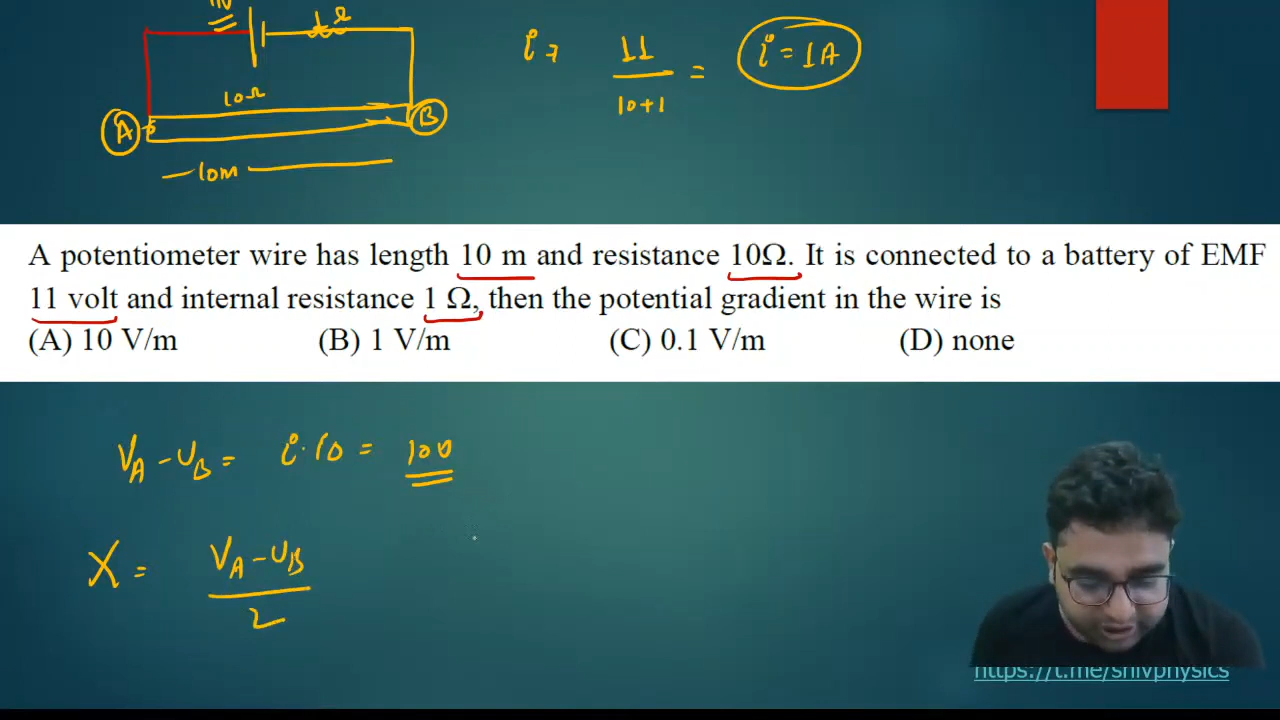 1Ω
i =
11
10+1
=
i = 1A
10Ω
A
B
10m
A potentiometer wire has length 10 m and resistance 10Ω. It is connected to a battery of EMF
11 volt and internal resistance 1 Ω, then the potential gradient in the wire is
(A) 10 V/m (B) 1 V/m (C) 0.1 V/m (D) none
VA - VB = i·10 = 10V
X =
VA - VB
L
https://t.me/shivphysics